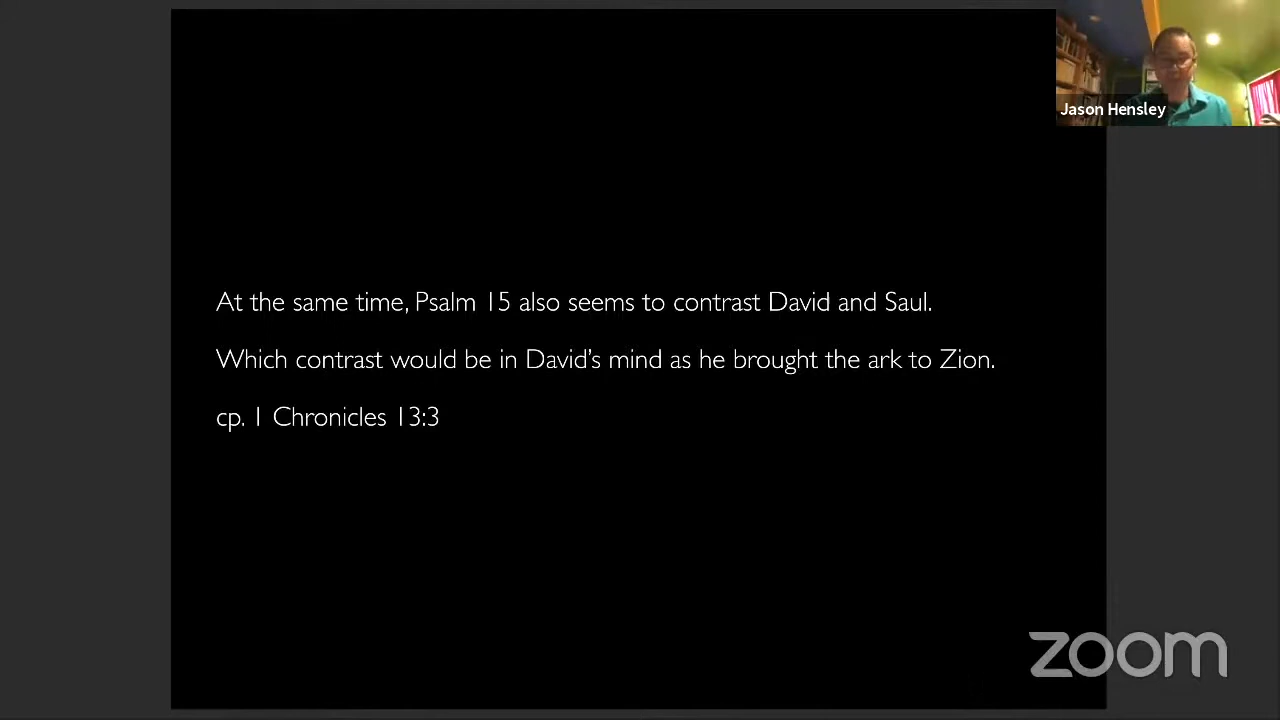 Jason Hensley
At the same time, Psalm 15 also seems to contrast David and Saul.
Which contrast would be in David's mind as he brought the ark to Zion.
cp. 1 Chronicles 13:3
zoom